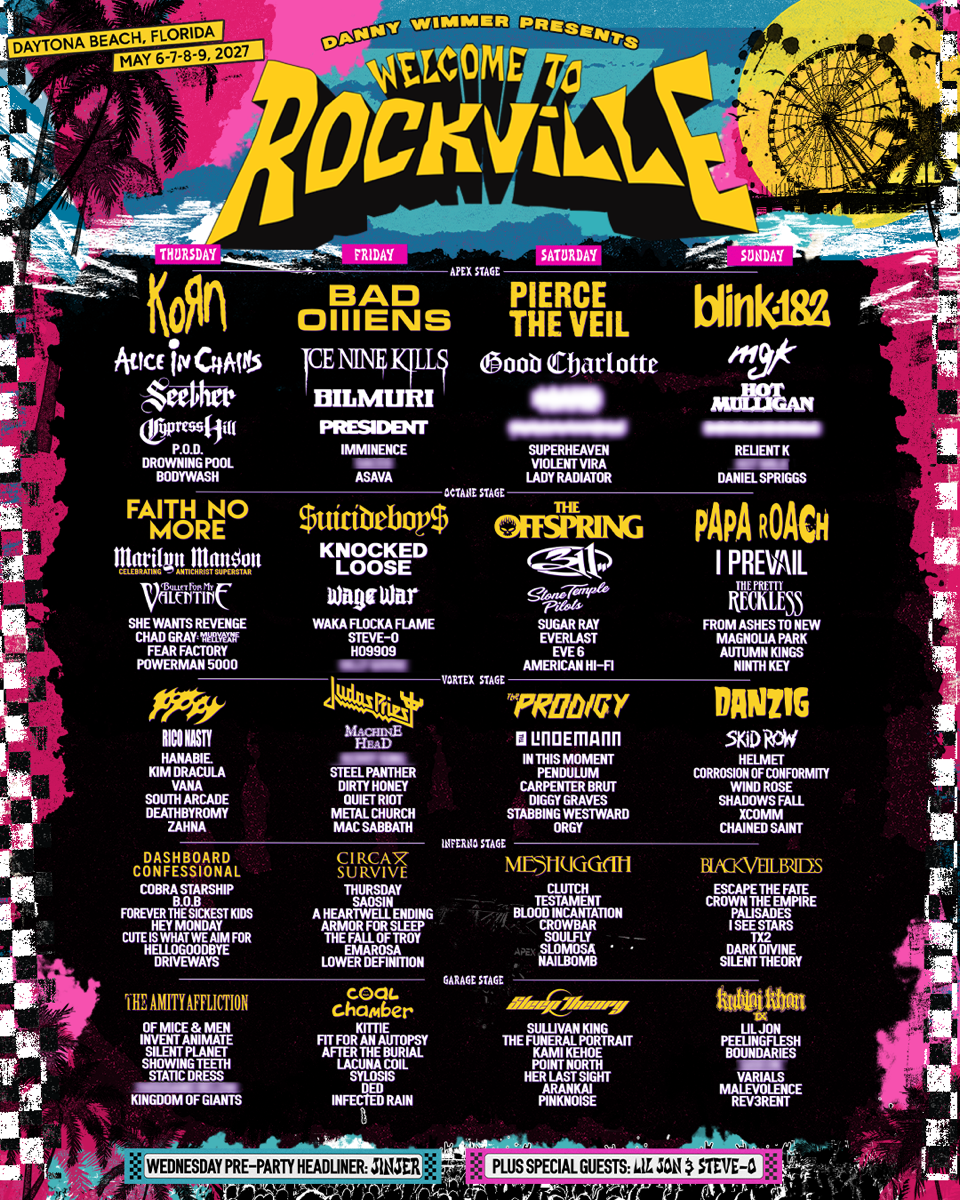 DAYTONA BEACH, FLORIDA
MAY 6-7-8-9, 2027
DANNY WIMMER PRESENTS
WELCOME TO
ROCKVILLE
THURSDAY FRIDAY SATURDAY SUNDAY
APEX STAGE
KoRn
ALICE iN CHAINS
Seether
Cypress Hill
P.O.D.
DROWNING POOL
BODYWASH
BAD
OMENS
ICE NINE KILLS
BILMURI
PRESIDENT
IMMINENCE
ASAVA
PIERCE
THE VEIL
Good Charlotte
SUPERHEAVEN
VIOLENT VIRA
LADY RADIATOR
blink-182
mgk
HOT
MULLIGAN
RELIENT K
DANIEL SPRIGGS
OCTANE STAGE
FAITH NO
MORE
Marilyn Manson
CELEBRATING ANTICHRIST SUPERSTAR
BULLET FOR MY
VALENTINE
SHE WANTS REVENGE
CHAD GRAY: MUDVAYNE
HELLYEAH
FEAR FACTORY
POWERMAN 5000
$uicideboy$
KNOCKED
LOOSE
Wage War
WAKA FLOCKA FLAME
STEVE-O
HO9909
THE
OFFSPRING
311
Stone Temple
Pilots
SUGAR RAY
EVERLAST
EVE 6
AMERICAN HI-FI
PAPA ROACH
I PREVAIL
THE PRETTY
RECKLESS
FROM ASHES TO NEW
MAGNOLIA PARK
AUTUMN KINGS
NINTH KEY
VORTEX STAGE
POPPY
RICO NASTY
HANABIE.
KIM DRACULA
VANA
SOUTH ARCADE
DEATHBYROMY
ZAHNA
Judas Priest
MACHINE
HEAD
STEEL PANTHER
DIRTY HONEY
QUIET RIOT
METAL CHURCH
MAC SABBATH
THE PRODIGY
TILL LINDEMANN
IN THIS MOMENT
PENDULUM
CARPENTER BRUT
DIGGY GRAVES
STABBING WESTWARD
ORGY
DANZIG
SKID ROW
HELMET
CORROSION OF CONFORMITY
WIND ROSE
SHADOWS FALL
XCOMM
CHAINED SAINT
INFERNO STAGE
DASHBOARD
CONFESSIONAL
COBRA STARSHIP
B.O.B
FOREVER THE SICKEST KIDS
HEY MONDAY
CUTE IS WHAT WE AIM FOR
HELLOGOODBYE
DRIVEWAYS
CIRCA
SURVIVE
THURSDAY
SAOSIN
A HEARTWELL ENDING
ARMOR FOR SLEEP
THE FALL OF TROY
EMAROSA
LOWER DEFINITION
MESHUGGAH
CLUTCH
TESTAMENT
BLOOD INCANTATION
CROWBAR
SOULFLY
SLOMOSA
NAILBOMB
APEX
BLACK VEIL BRIDES
ESCAPE THE FATE
CROWN THE EMPIRE
PALISADES
I SEE STARS
TX2
DARK DIVINE
SILENT THEORY
GARAGE STAGE
THE AMITY AFFLICTION
OF MICE & MEN
INVENT ANIMATE
SILENT PLANET
SHOWING TEETH
STATIC DRESS
KINGDOM OF GIANTS
COAL
CHAMBER
KITTIE
FIT FOR AN AUTOPSY
AFTER THE BURIAL
LACUNA COIL
SYLOSIS
DED
INFECTED RAIN
Sleep Theory
SULLIVAN KING
THE FUNERAL PORTRAIT
KAMI KEHOE
POINT NORTH
HER LAST SIGHT
ARANKAI
PINKNOISE
kublai khan
TX
LIL JON
PEELINGFLESH
BOUNDARIES
VARIALS
MALEVOLENCE
REV3RENT
WEDNESDAY PRE-PARTY HEADLINER: JINJER
PLUS SPECIAL GUESTS: LIL JON & STEVE-O